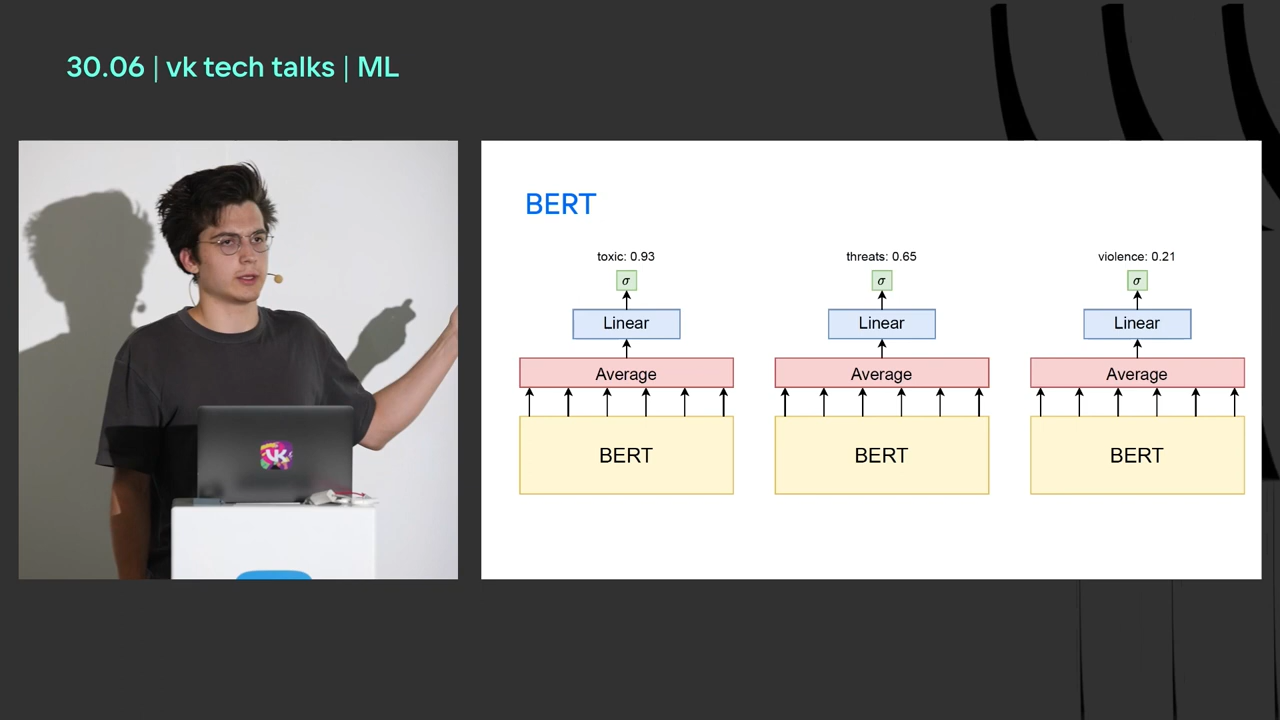 30.06 | vk tech talks | ML
BERT
toxic: 0.93
threats: 0.65
violence: 0.21
σ
σ
σ
Linear
Linear
Linear
Average
Average
Average
BERT
BERT
BERT
VK